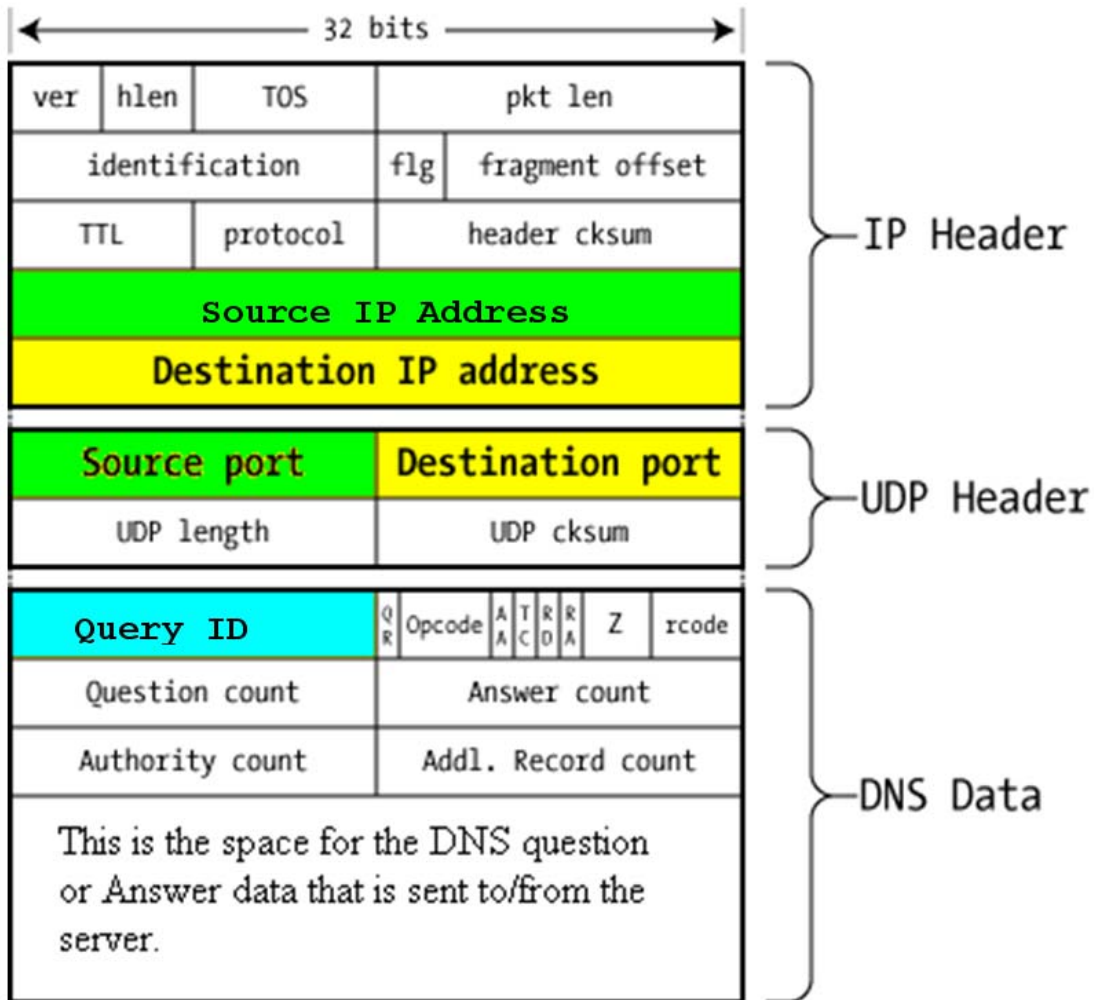 32 bits
ver hlen TOS pkt len
identification flg fragment offset
TTL protocol header cksum
IP Header
Source IP Address
Destination IP address
Source port Destination port
UDP length UDP cksum
UDP Header
Query ID QR Opcode AA TC RD RA Z rcode
Question count Answer count
Authority count Addl. Record count
DNS Data
This is the space for the DNS question
or Answer data that is sent to/from the
server.